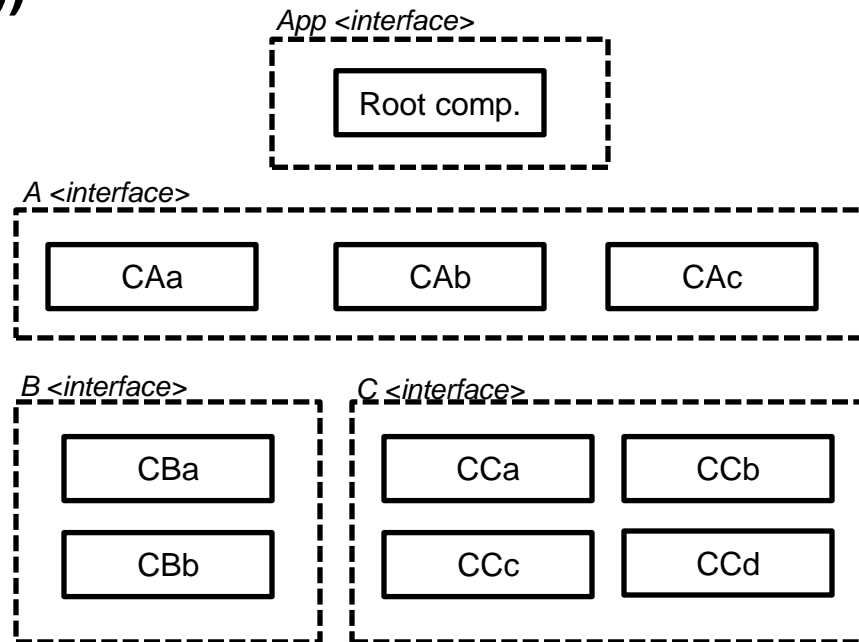 App <interface>
Root comp.
A <interface>
CAa CAb CAc
B <interface> C <interface>
CBa CCa CCb
CBb CCc CCd